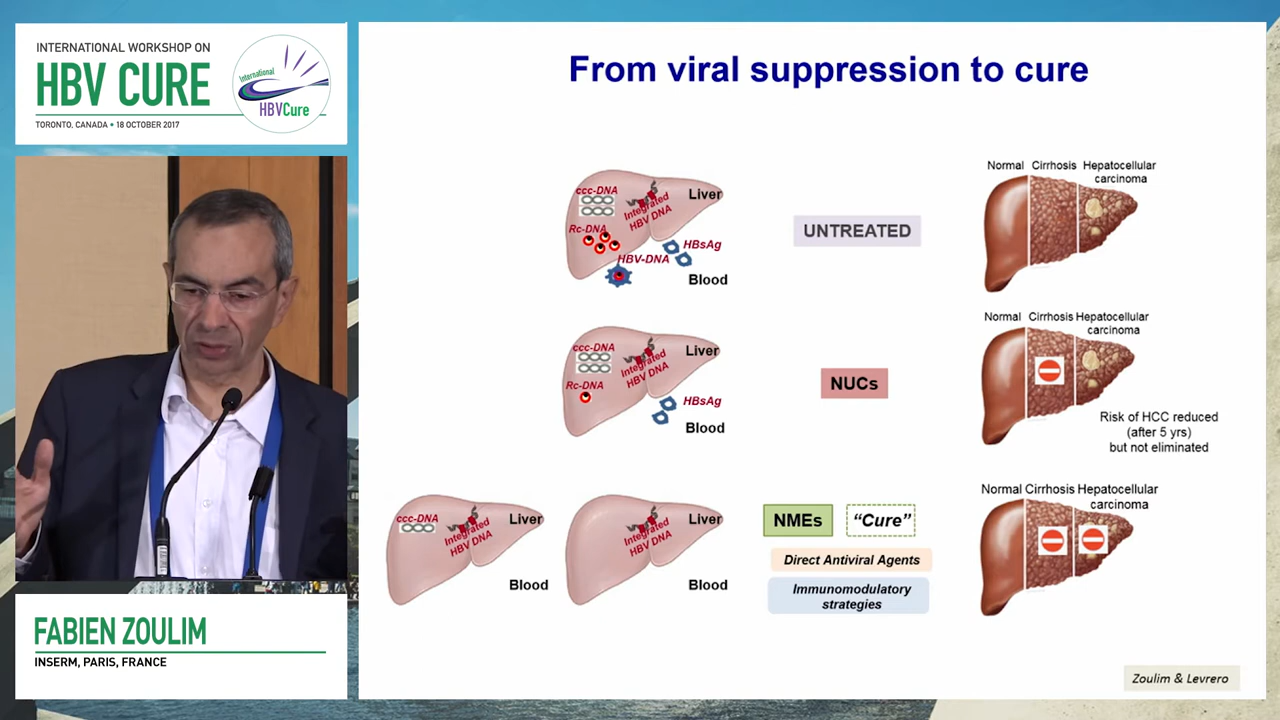 INTERNATIONAL WORKSHOP ON
HBV CURE
TORONTO, CANADA • 18 OCTOBER 2017
International
HBVCure
FABIEN ZOULIM
INSERM, PARIS, FRANCE
From viral suppression to cure
ccc-DNA
Integrated
HBV DNA
Liver
Rc-DNA
HBsAg
HBV-DNA
Blood
UNTREATED
Normal Cirrhosis Hepatocellular
carcinoma
ccc-DNA
Integrated
HBV DNA
Liver
Rc-DNA
HBsAg
Blood
NUCs
Normal Cirrhosis Hepatocellular
carcinoma
Risk of HCC reduced
(after 5 yrs)
but not eliminated
ccc-DNA
Integrated
HBV DNA
Liver
Blood
Integrated
HBV DNA
Liver
Blood
NMEs "Cure"
Direct Antiviral Agents
Immunomodulatory
strategies
Normal Cirrhosis Hepatocellular
carcinoma
Zoulim & Levrero